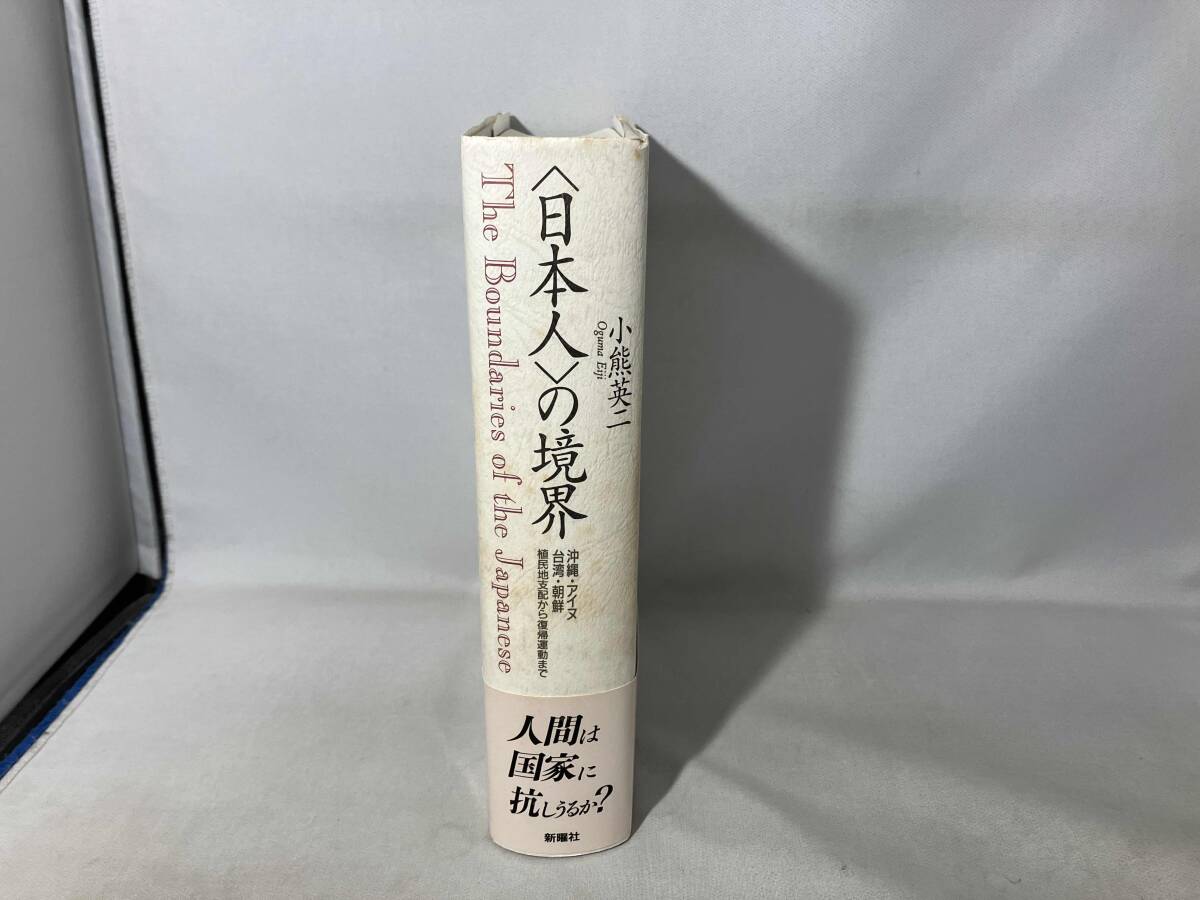 小熊英二
Oguma Eiji
〈日本人〉の境界
沖縄・アイヌ
台湾・朝鮮
植民地支配から復帰運動まで
The Boundaries of the Japanese
人間は
国家に
抗しうるか?
新曜社